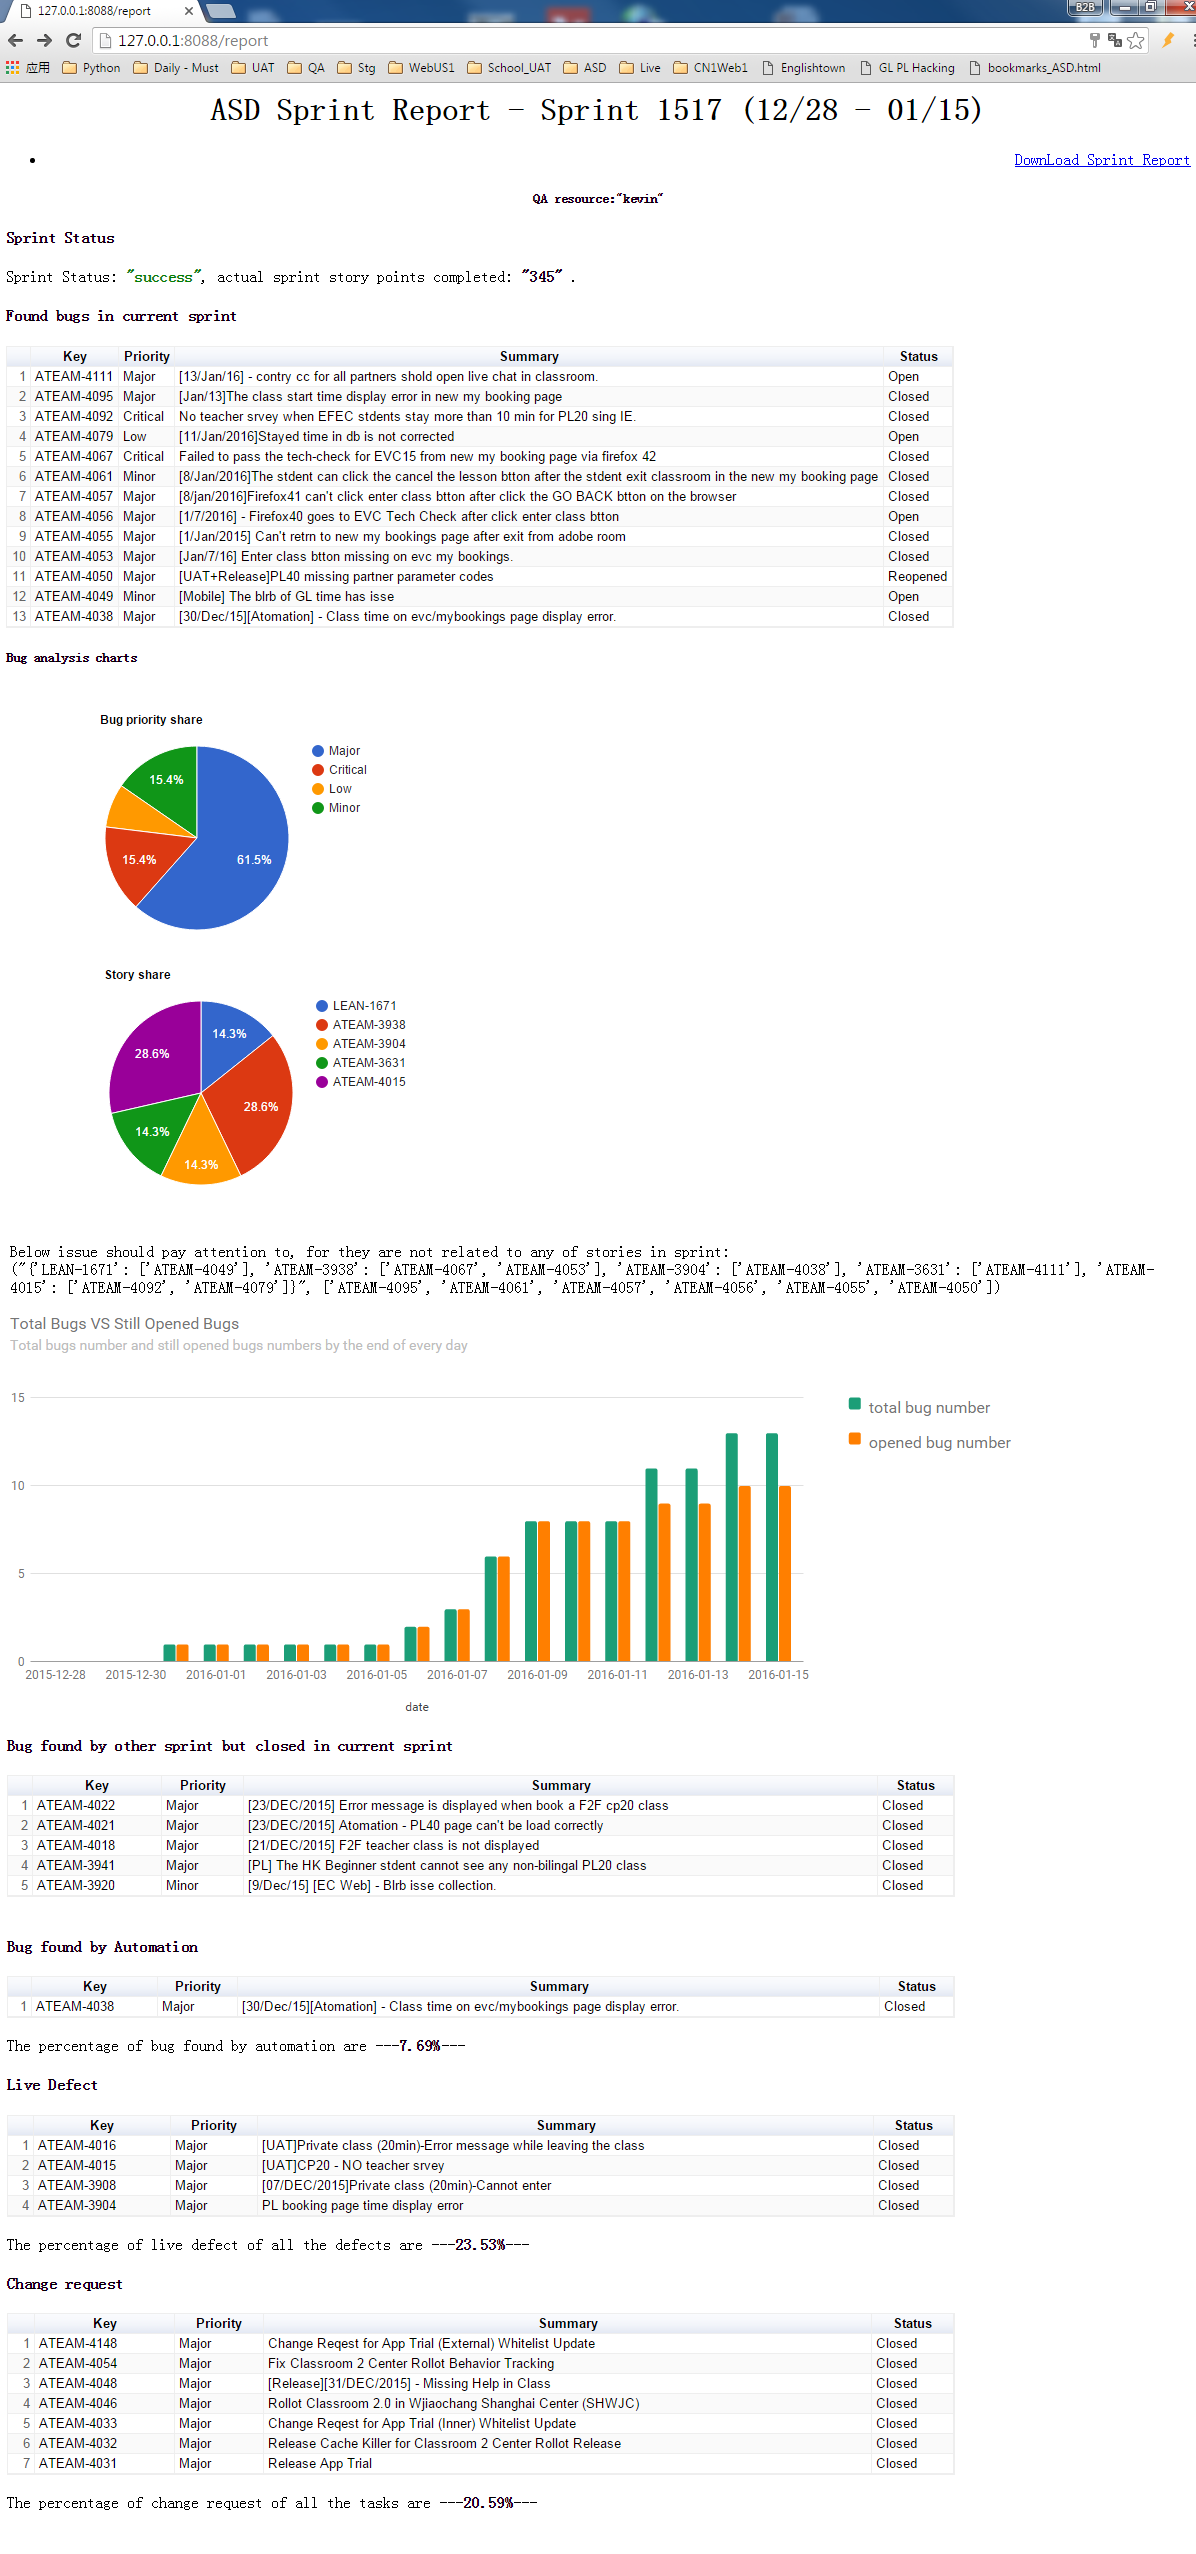 127.0.0.1:8088/report
B2B
127.0.0.1:8088/report
应用 Python Daily - Must UAT QA Stg WebUS1 School_UAT ASD Live CN1Web1 Englishtown GL PL Hacking bookmarks_ASD.html
ASD Sprint Report - Sprint 1517 (12/28 - 01/15)
DownLoad Sprint Report
QA resource:"kevin"
Sprint Status
Sprint Status: "success", actual sprint story points completed: "345" .
Found bugs in current sprint
Key Priority Summary Status
1 ATEAM-4111 Major [13/Jan/16] - contry cc for all partners shold open live chat in classroom. Open
2 ATEAM-4095 Major [Jan/13]The class start time display error in new my booking page Closed
3 ATEAM-4092 Critical No teacher srvey when EFEC stdents stay more than 10 min for PL20 sing IE. Closed
4 ATEAM-4079 Low [11/Jan/2016]Stayed time in db is not corrected Open
5 ATEAM-4067 Critical Failed to pass the tech-check for EVC15 from new my booking page via firefox 42 Closed
6 ATEAM-4061 Minor [8/Jan/2016]The stdent can click the cancel the lesson btton after the stdent exit classroom in the new my booking page Closed
7 ATEAM-4057 Major [8/jan/2016]Firefox41 can't click enter class btton after click the GO BACK btton on the browser Closed
8 ATEAM-4056 Major [1/7/2016] - Firefox40 goes to EVC Tech Check after click enter class btton Open
9 ATEAM-4055 Major [1/Jan/2015] Can't retrn to new my bookings page after exit from adobe room Closed
10 ATEAM-4053 Major [Jan/7/16] Enter class btton missing on evc my bookings. Closed
11 ATEAM-4050 Major [UAT+Release]PL40 missing partner parameter codes Reopened
12 ATEAM-4049 Minor [Mobile] The blrb of GL time has isse Open
13 ATEAM-4038 Major [30/Dec/15][Atomation] - Class time on evc/mybookings page display error. Closed
Bug analysis charts
Bug priority share
15.4%
15.4%
61.5%
Major
Critical
Low
Minor
Story share
14.3%
28.6%
28.6%
14.3%
14.3%
LEAN-1671
ATEAM-3938
ATEAM-3904
ATEAM-3631
ATEAM-4015
Below issue should pay attention to, for they are not related to any of stories in sprint:
("{'LEAN-1671': ['ATEAM-4049'], 'ATEAM-3938': ['ATEAM-4067', 'ATEAM-4053'], 'ATEAM-3904': ['ATEAM-4038'], 'ATEAM-3631': ['ATEAM-4111'], 'ATEAM-
4015': ['ATEAM-4092', 'ATEAM-4079']}", ['ATEAM-4095', 'ATEAM-4061', 'ATEAM-4057', 'ATEAM-4056', 'ATEAM-4055', 'ATEAM-4050'])
Total Bugs VS Still Opened Bugs
Total bugs number and still opened bugs numbers by the end of every day
15
10
5
0
total bug number
opened bug number
2015-12-28 2015-12-30 2016-01-01 2016-01-03 2016-01-05 2016-01-07 2016-01-09 2016-01-11 2016-01-13 2016-01-15
date
Bug found by other sprint but closed in current sprint
Key Priority Summary Status
1 ATEAM-4022 Major [23/DEC/2015] Error message is displayed when book a F2F cp20 class Closed
2 ATEAM-4021 Major [23/DEC/2015] Atomation - PL40 page can't be load correctly Closed
3 ATEAM-4018 Major [21/DEC/2015] F2F teacher class is not displayed Closed
4 ATEAM-3941 Major [PL] The HK Beginner stdent cannot see any non-bilingal PL20 class Closed
5 ATEAM-3920 Minor [9/Dec/15] [EC Web] - Blrb isse collection. Closed
Bug found by Automation
Key Priority Summary Status
1 ATEAM-4038 Major [30/Dec/15][Atomation] - Class time on evc/mybookings page display error. Closed
The percentage of bug found by automation are ---7.69%---
Live Defect
Key Priority Summary Status
1 ATEAM-4016 Major [UAT]Private class (20min)-Error message while leaving the class Closed
2 ATEAM-4015 Major [UAT]CP20 - NO teacher srvey Closed
3 ATEAM-3908 Major [07/DEC/2015]Private class (20min)-Cannot enter Closed
4 ATEAM-3904 Major PL booking page time display error Closed
The percentage of live defect of all the defects are ---23.53%---
Change request
Key Priority Summary Status
1 ATEAM-4148 Major Change Reqest for App Trial (External) Whitelist Update Closed
2 ATEAM-4054 Major Fix Classroom 2 Center Rollot Behavior Tracking Closed
3 ATEAM-4048 Major [Release][31/DEC/2015] - Missing Help in Class Closed
4 ATEAM-4046 Major Rollot Classroom 2.0 in Wjiaochang Shanghai Center (SHWJC) Closed
5 ATEAM-4033 Major Change Reqest for App Trial (Inner) Whitelist Update Closed
6 ATEAM-4032 Major Release Cache Killer for Classroom 2 Center Rollot Release Closed
7 ATEAM-4031 Major Release App Trial Closed
The percentage of change request of all the tasks are ---20.59%---